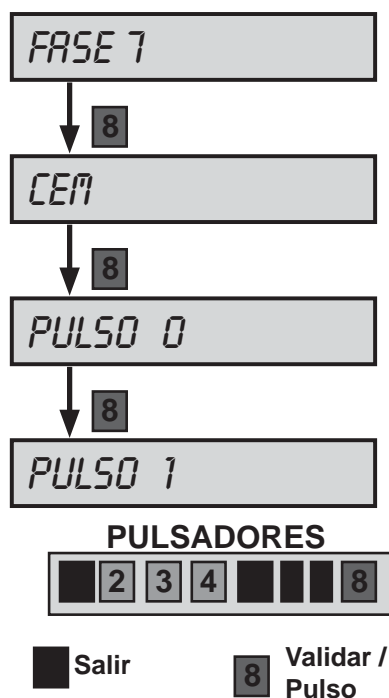 FASE 7
8
CEM
8
PULSO 0
8
PULSO 1
PULSADORES
2 3 4 8
Salir
8 Validar /
Pulso